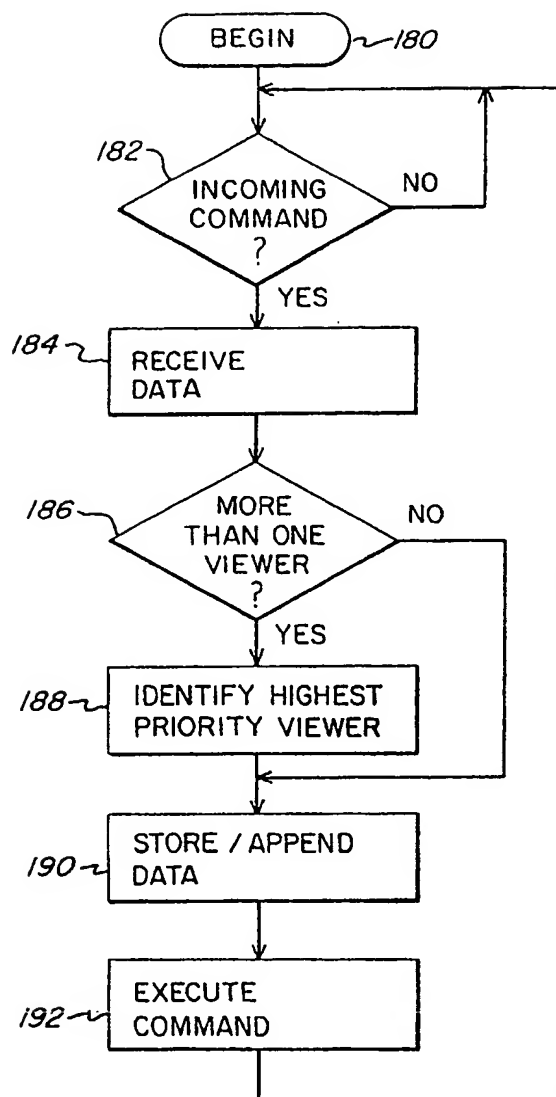 BEGIN 180
182
INCOMING
COMMAND
?
NO
YES
184
RECEIVE
DATA
186
MORE
THAN ONE
VIEWER
?
NO
YES
188
IDENTIFY HIGHEST
PRIORITY VIEWER
190
STORE / APPEND
DATA
192
EXECUTE
COMMAND